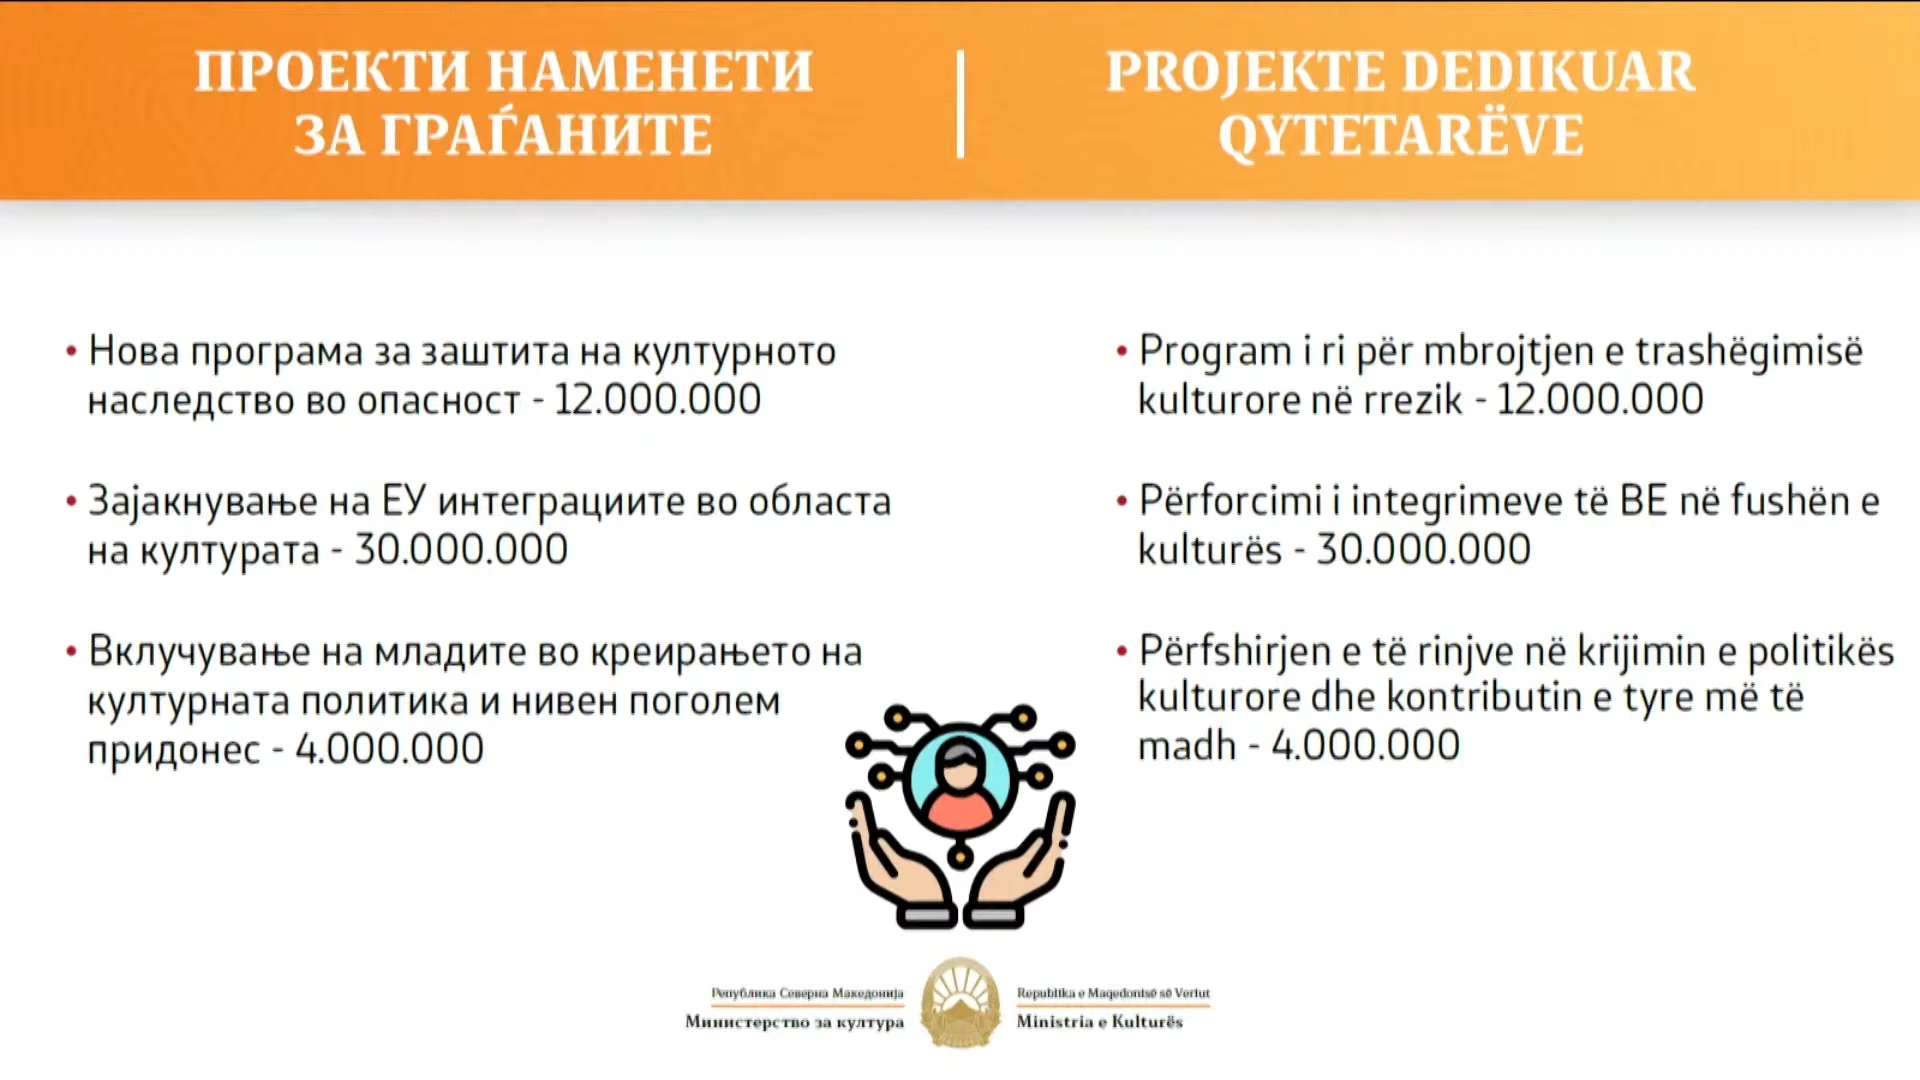 ПРОЕКТИ НАМЕНЕТИ
ЗА ГРАЃАНИТЕ
PROJEKTE DEDIKUAR
QYTETARËVE
• Нова програма за заштита на културното
наследство во опасност - 12.000.000
• Зајакнување на ЕУ интеграциите во областа
на културата - 30.000.000
• Вклучување на младите во креирањето на
културната политика и нивен поголем
придонес - 4.000.000
• Program i ri për mbrojtjen e trashëgimisë
kulturore në rrezik - 12.000.000
• Përforcimi i integrimeve të BE në fushën e
kulturës - 30.000.000
• Përfshirjen e të rinjve në krijimin e politikës
kulturore dhe kontributin e tyre më të
madh - 4.000.000
Република Северна Македонија
Министерство за култура
Republika e Maqedonisë së Veriut
Ministria e Kulturës